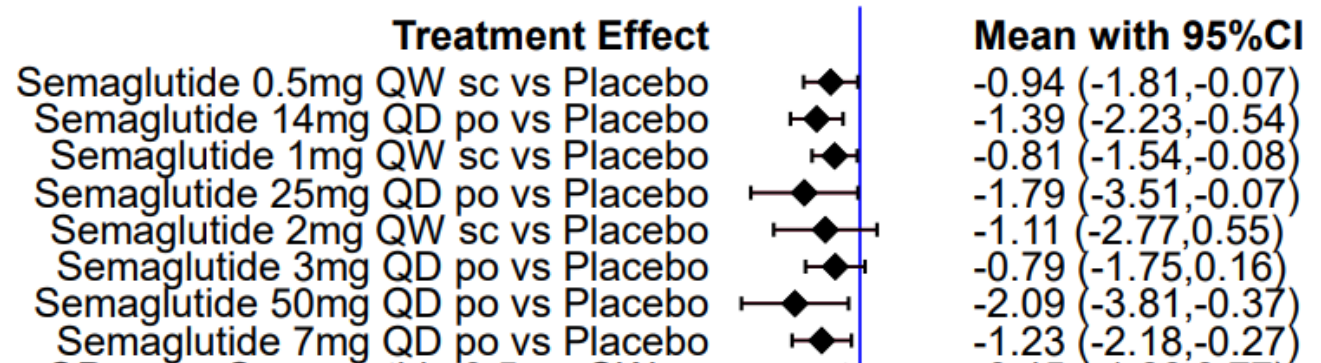 Treatment Effect Mean with 95%CI
Semaglutide 0.5mg QW sc vs Placebo -0.94 (-1.81,-0.07)
Semaglutide 14mg QD po vs Placebo -1.39 (-2.23,-0.54)
Semaglutide 1mg QW sc vs Placebo -0.81 (-1.54,-0.08)
Semaglutide 25mg QD po vs Placebo -1.79 (-3.51,-0.07)
Semaglutide 2mg QW sc vs Placebo -1.11 (-2.77,0.55)
Semaglutide 3mg QD po vs Placebo -0.79 (-1.75,0.16)
Semaglutide 50mg QD po vs Placebo -2.09 (-3.81,-0.37)
Semaglutide 7mg QD po vs Placebo -1.23 (-2.18,-0.27)